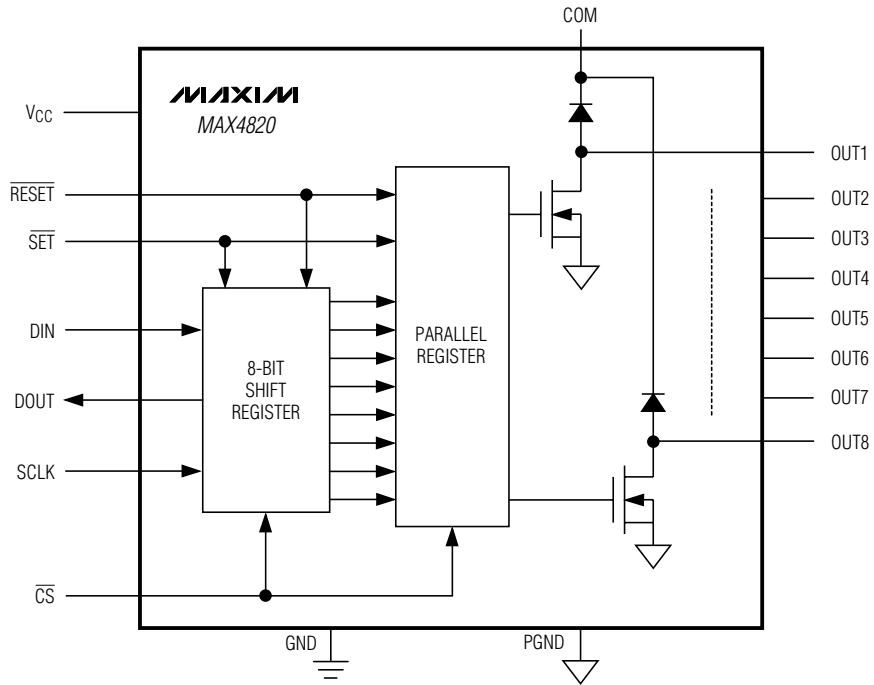 COM
MAXIM
MAX4820
VCC
RESET
SET
DIN
DOUT
SCLK
CS
8-BIT
SHIFT
REGISTER
PARALLEL
REGISTER
OUT1
OUT2
OUT3
OUT4
OUT5
OUT6
OUT7
OUT8
GND
PGND